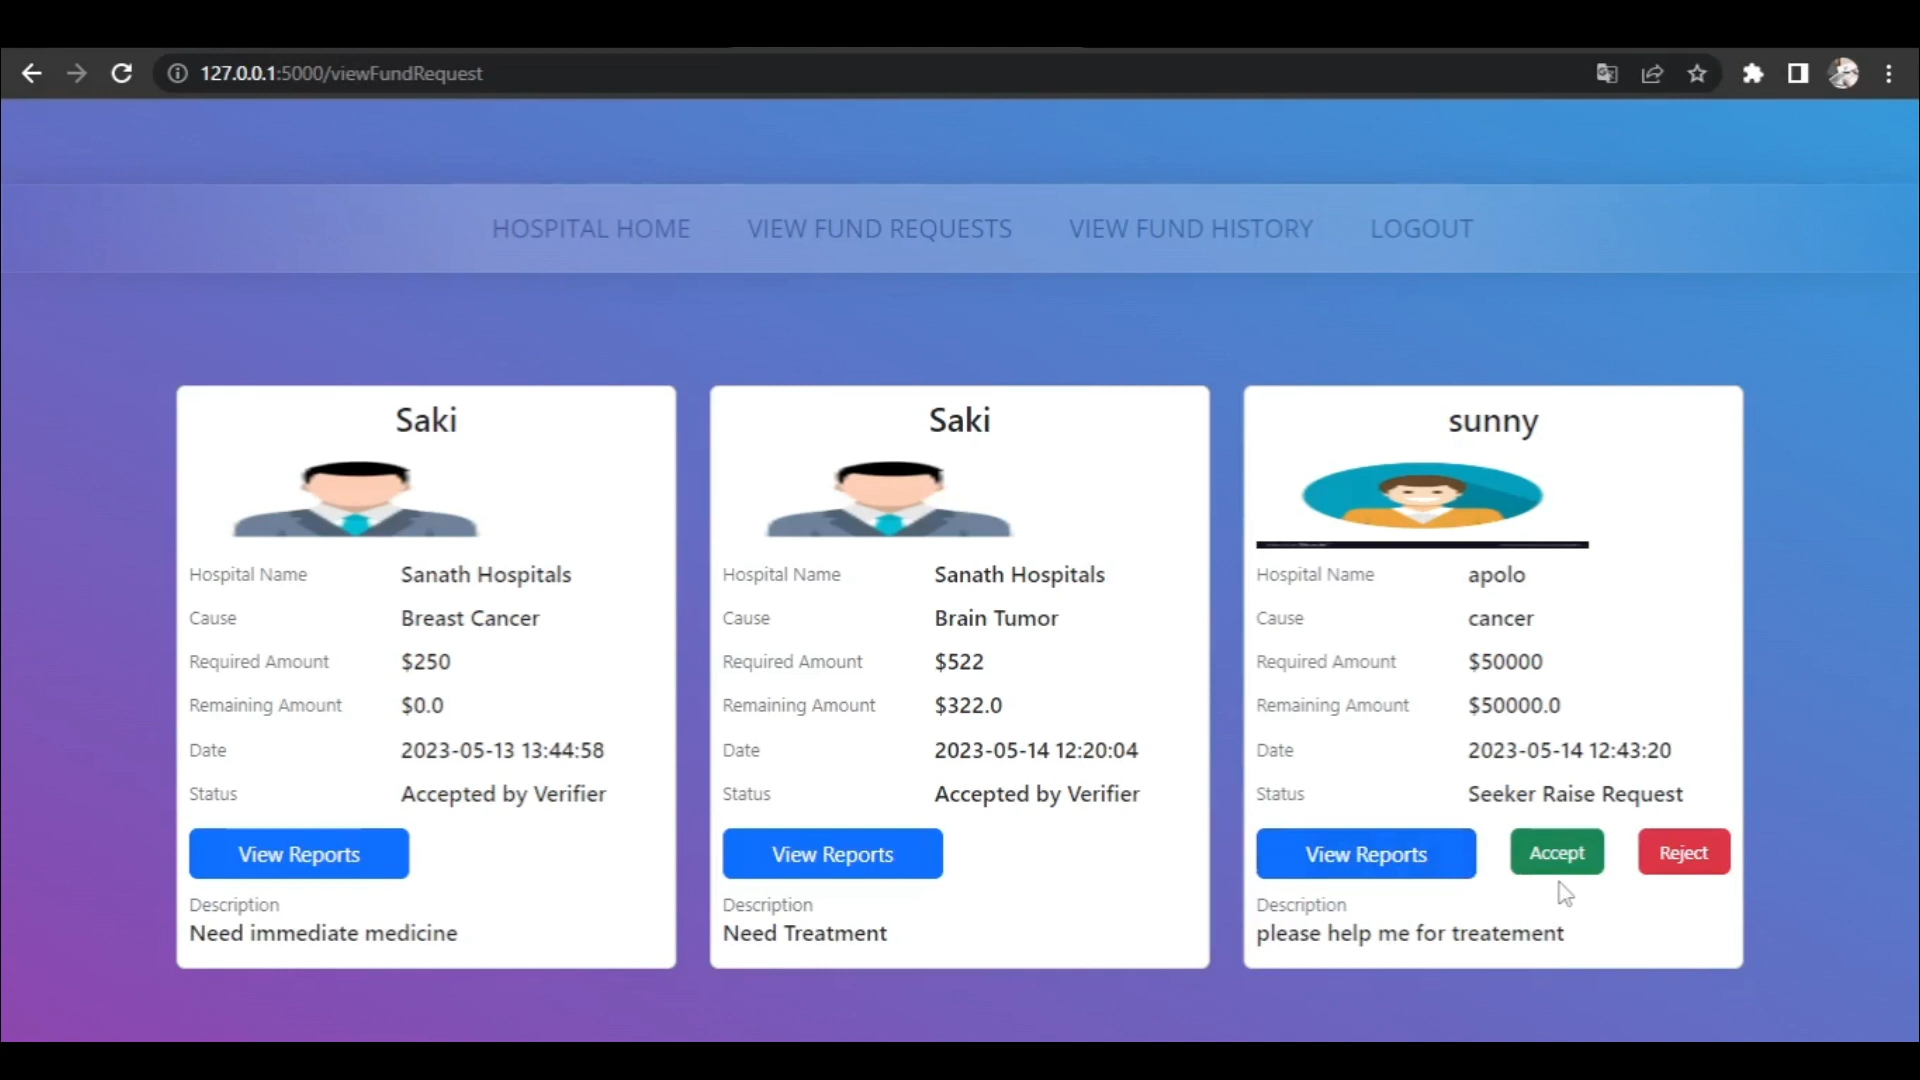 127.0.0.1:5000/viewFundRequest
HOSPITAL HOME VIEW FUND REQUESTS VIEW FUND HISTORY LOGOUT
Saki
Hospital Name Sanath Hospitals
Cause Breast Cancer
Required Amount $250
Remaining Amount $0.0
Date 2023-05-13 13:44:58
Status Accepted by Verifier
View Reports
Description
Need immediate medicine
Saki
Hospital Name Sanath Hospitals
Cause Brain Tumor
Required Amount $522
Remaining Amount $322.0
Date 2023-05-14 12:20:04
Status Accepted by Verifier
View Reports
Description
Need Treatment
sunny
Hospital Name apolo
Cause cancer
Required Amount $50000
Remaining Amount $50000.0
Date 2023-05-14 12:43:20
Status Seeker Raise Request
View Reports Accept Reject
Description
please help me for treatement